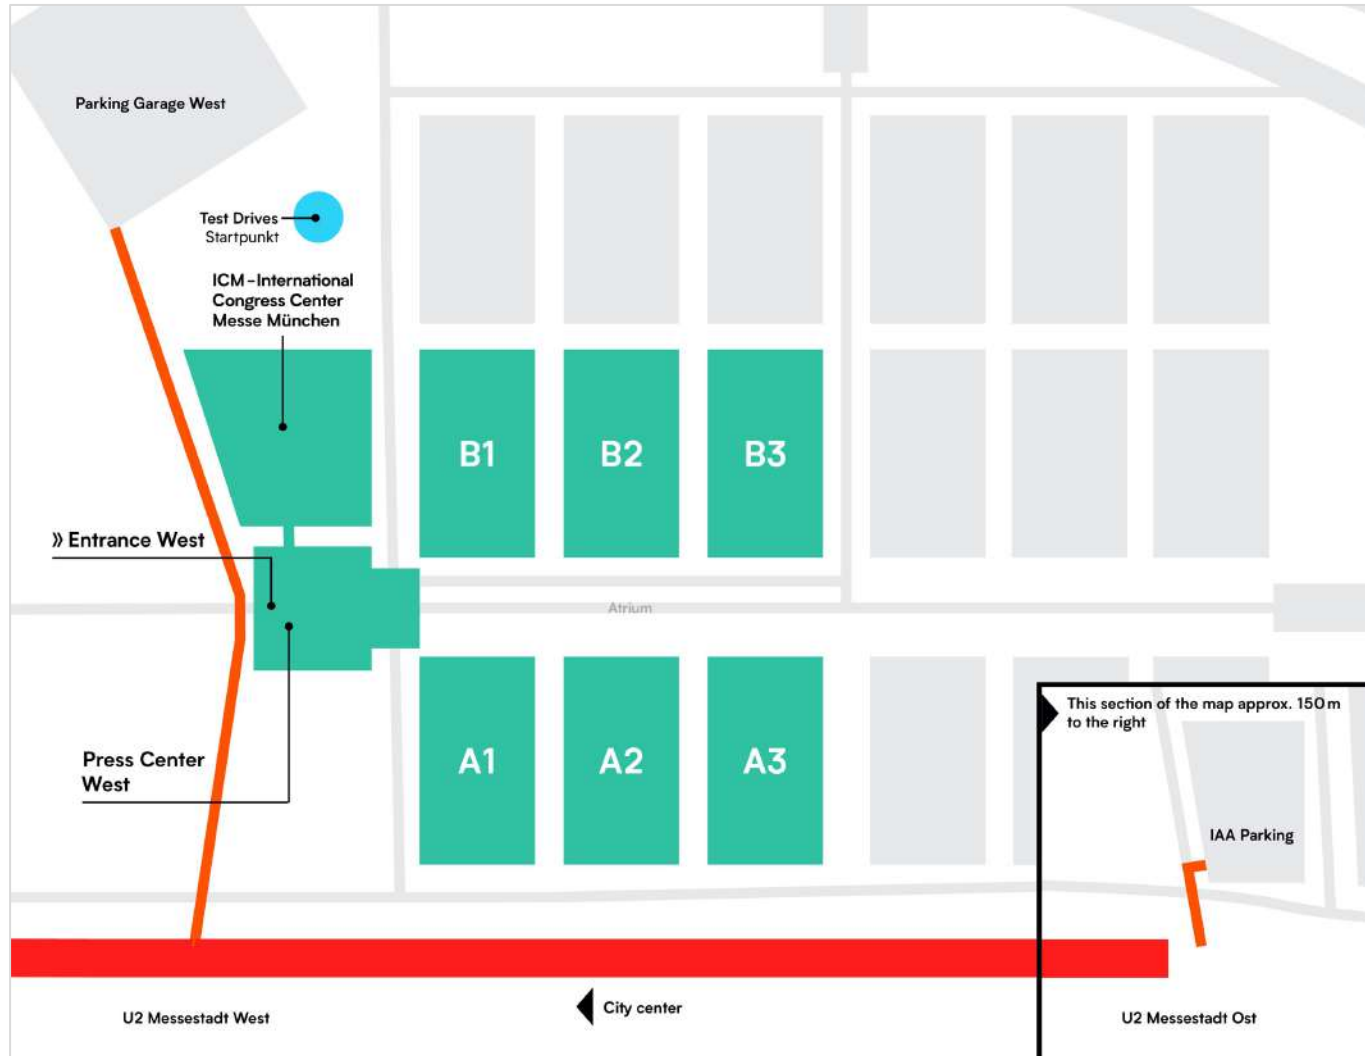 Parking Garage West
Test Drives
Startpunkt
ICM – International
Congress Center
Messe München
B1
B2
B3
» Entrance West
Atrium
Press Center
West
A1
A2
A3
This section of the map approx. 150 m
to the right
IAA Parking
City center
U2 Messestadt West
U2 Messestadt Ost